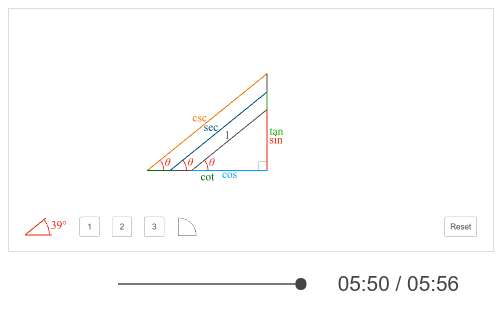 csc
sec
1
tan
sin
θ θ θ
cot cos
39°
1 2 3
Reset
05:50 / 05:56